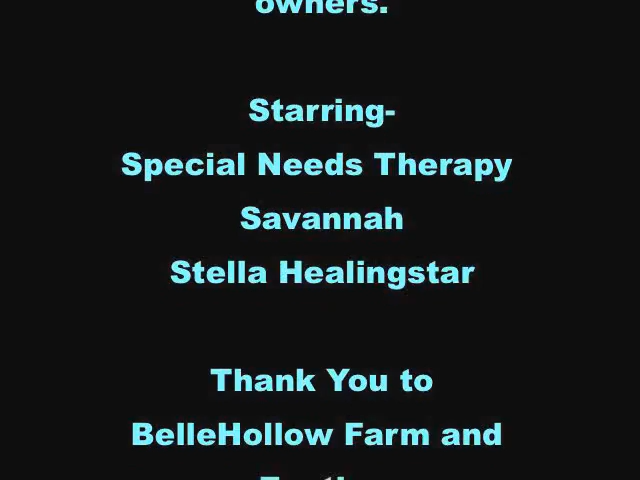 owners.
Starring-
Special Needs Therapy
Savannah
Stella Healingstar
Thank You to
BelleHollow Farm and